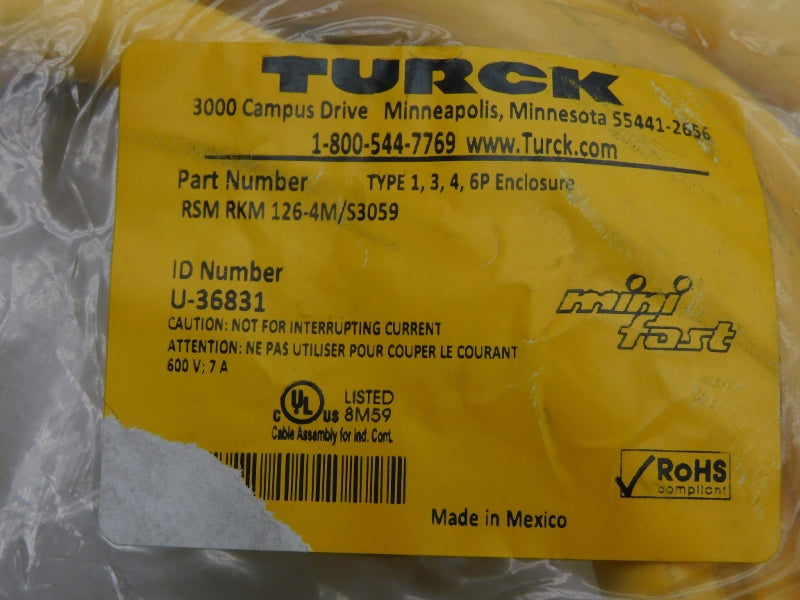 TURCK
3000 Campus Drive Minneapolis, Minnesota 55441-2656
1-800-544-7769 www.Turck.com
Part Number TYPE 1, 3, 4, 6P Enclosure
RSM RKM 126-4M/S3059
ID Number
U-36831
mini fast
CAUTION: NOT FOR INTERRUPTING CURRENT
ATTENTION: NE PAS UTILISER POUR COUPER LE COURANT
600 V; 7 A
c UL us LISTED 8M59
Cable Assembly for Ind. Cont.
RoHS
compliant
Made in Mexico